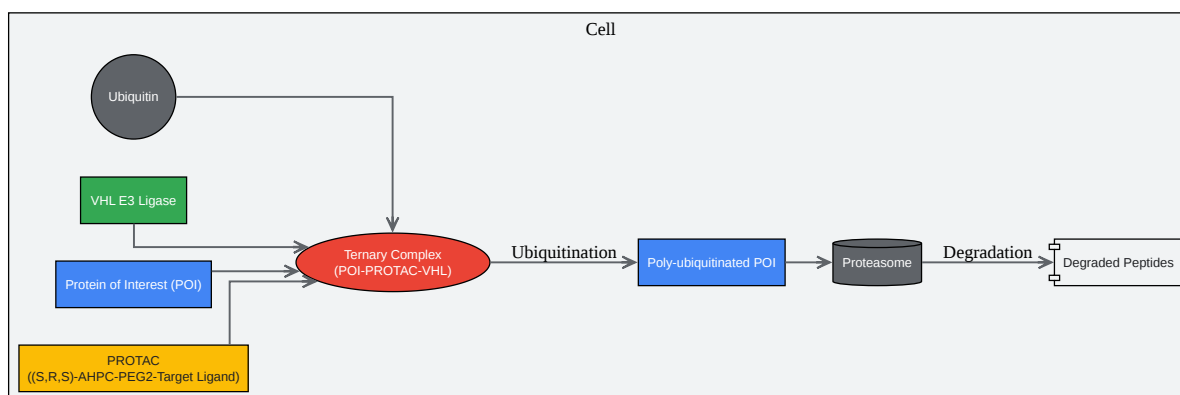 Cell
Ubiquitin
VHL E3 Ligase
Protein of Interest (POI)
PROTAC
((S,R,S)-AHPC-PEG2-Target Ligand)
Ternary Complex
(POI-PROTAC-VHL)
Ubiquitination
Poly-ubiquitinated POI
Proteasome
Degradation
Degraded Peptides